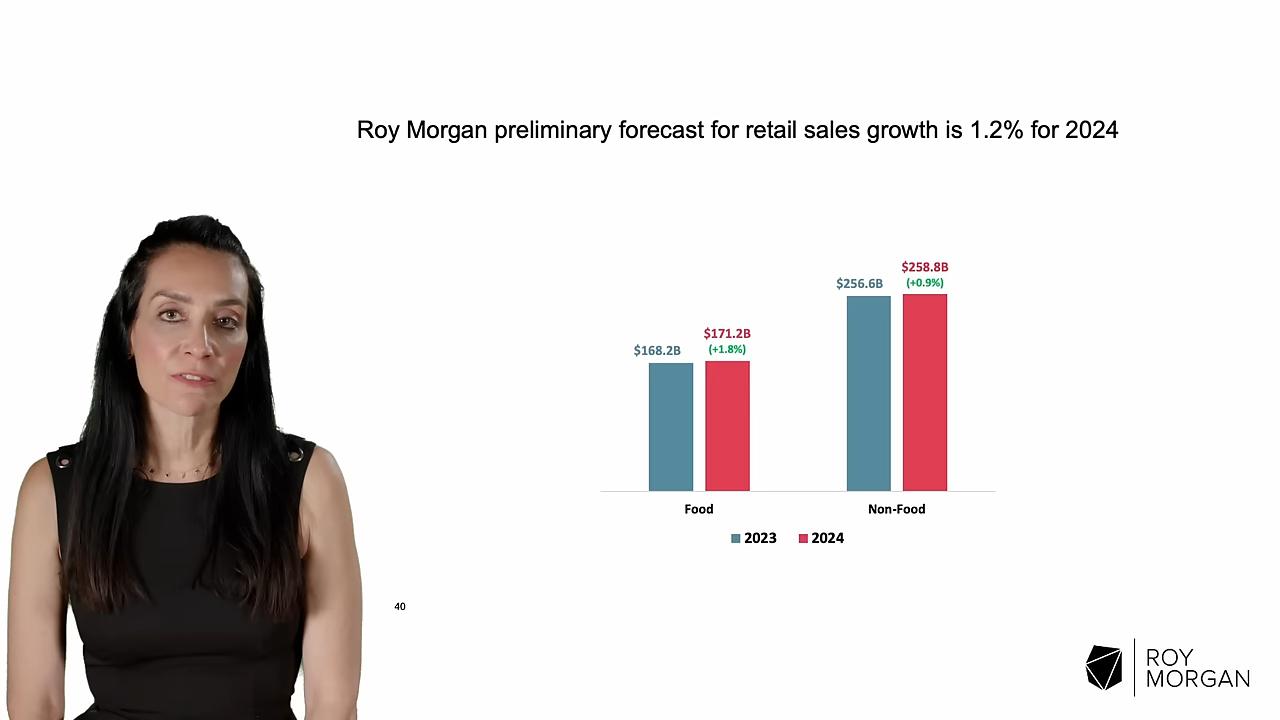 Roy Morgan preliminary forecast for retail sales growth is 1.2% for 2024
$168.2B
$171.2B
(+1.8%)
$256.6B
$258.8B
(+0.9%)
Food
Non-Food
2023
2024
40
ROY
MORGAN